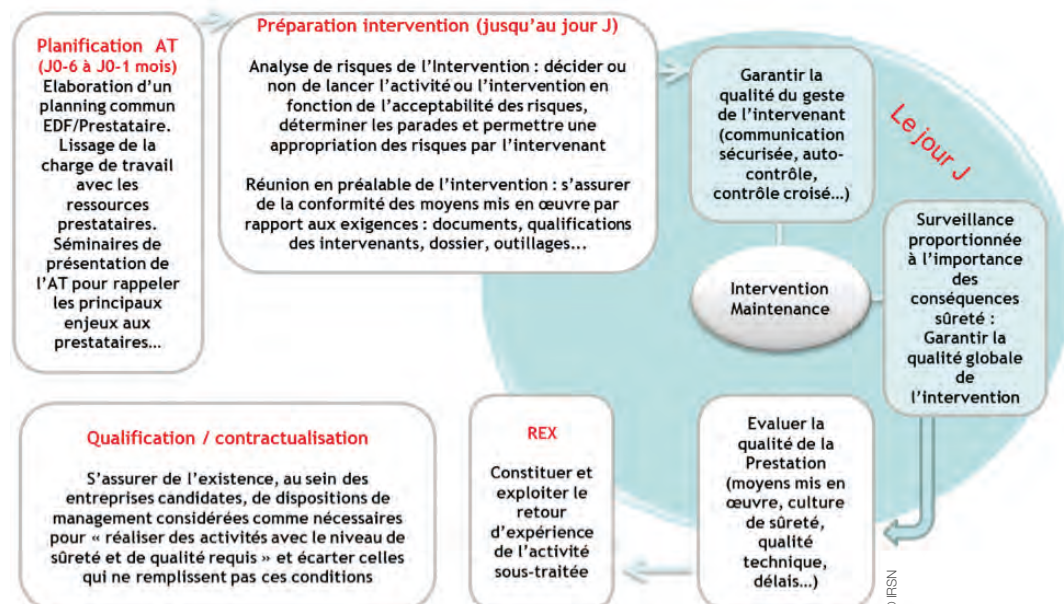 Planification AT
(J0-6 à J0-1 mois)
Elaboration d’un
planning commun
EDF/Prestataire.
Lissage de la
charge de travail
avec les
ressources
prestataires.
Séminaires de
présentation de
l’AT pour rappeler
les principaux
enjeux aux
prestataires…
Préparation intervention (jusqu’au jour J)
Analyse de risques de l’Intervention : décider ou
non de lancer l’activité ou l’intervention en
fonction de l’acceptabilité des risques,
déterminer les parades et permettre une
appropriation des risques par l’intervenant
Réunion en préalable de l’intervention : s’assurer
de la conformité des moyens mis en œuvre par
rapport aux exigences : documents, qualifications
des intervenants, dossier, outillages...
Garantir la
qualité du geste
de l’intervenant
(communication
sécurisée, auto-
contrôle,
contrôle croisé…)
Le jour J
Intervention
Maintenance
Surveillance
proportionnée
à l’importance
des
conséquences
sûreté :
Garantir la
qualité globale
de
l’intervention
Qualification / contractualisation
S’assurer de l’existence, au sein des
entreprises candidates, de dispositions de
management considérées comme nécessaires
pour « réaliser des activités avec le niveau de
sûreté et de qualité requis » et écarter celles
qui ne remplissent pas ces conditions
REX
Constituer et
exploiter le
retour
d’expérience
de l’activité
sous-traitée
Evaluer la
qualité de la
Prestation
(moyens mis en
œuvre, culture
de sûreté,
qualité
technique,
délais…)
IRSN